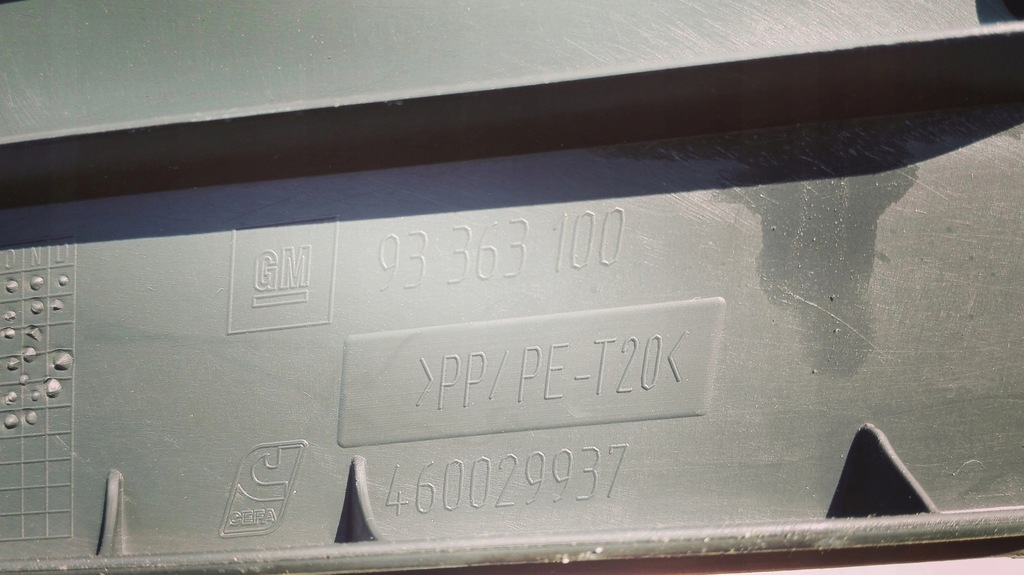 O N D
GM
93 363 100
>PP/PE-T20<
CEFA
460029937